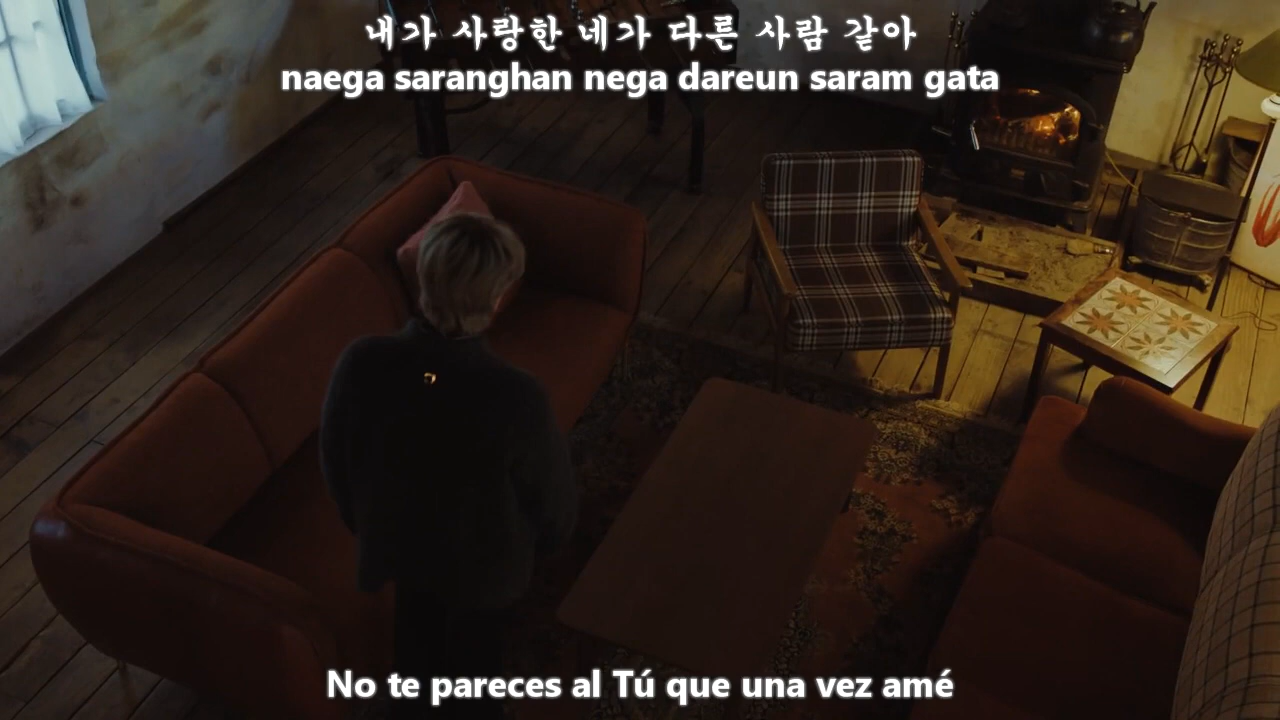 내가 사랑한 네가 다른 사람 같아
naega saranghan nega dareun saram gata
No te pareces al Tú que una vez amé